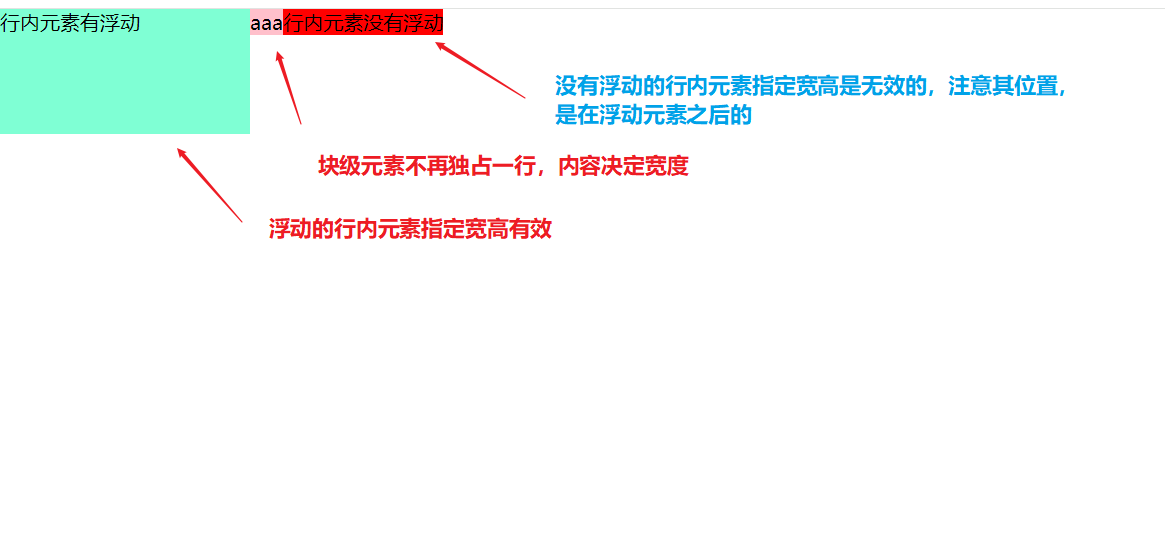 行内元素有浮动
aaa行内元素没有浮动
没有浮动的行内元素指定宽高是无效的，注意其位置，
是在浮动元素之后的
块级元素不再独占一行，内容决定宽度
浮动的行内元素指定宽高有效